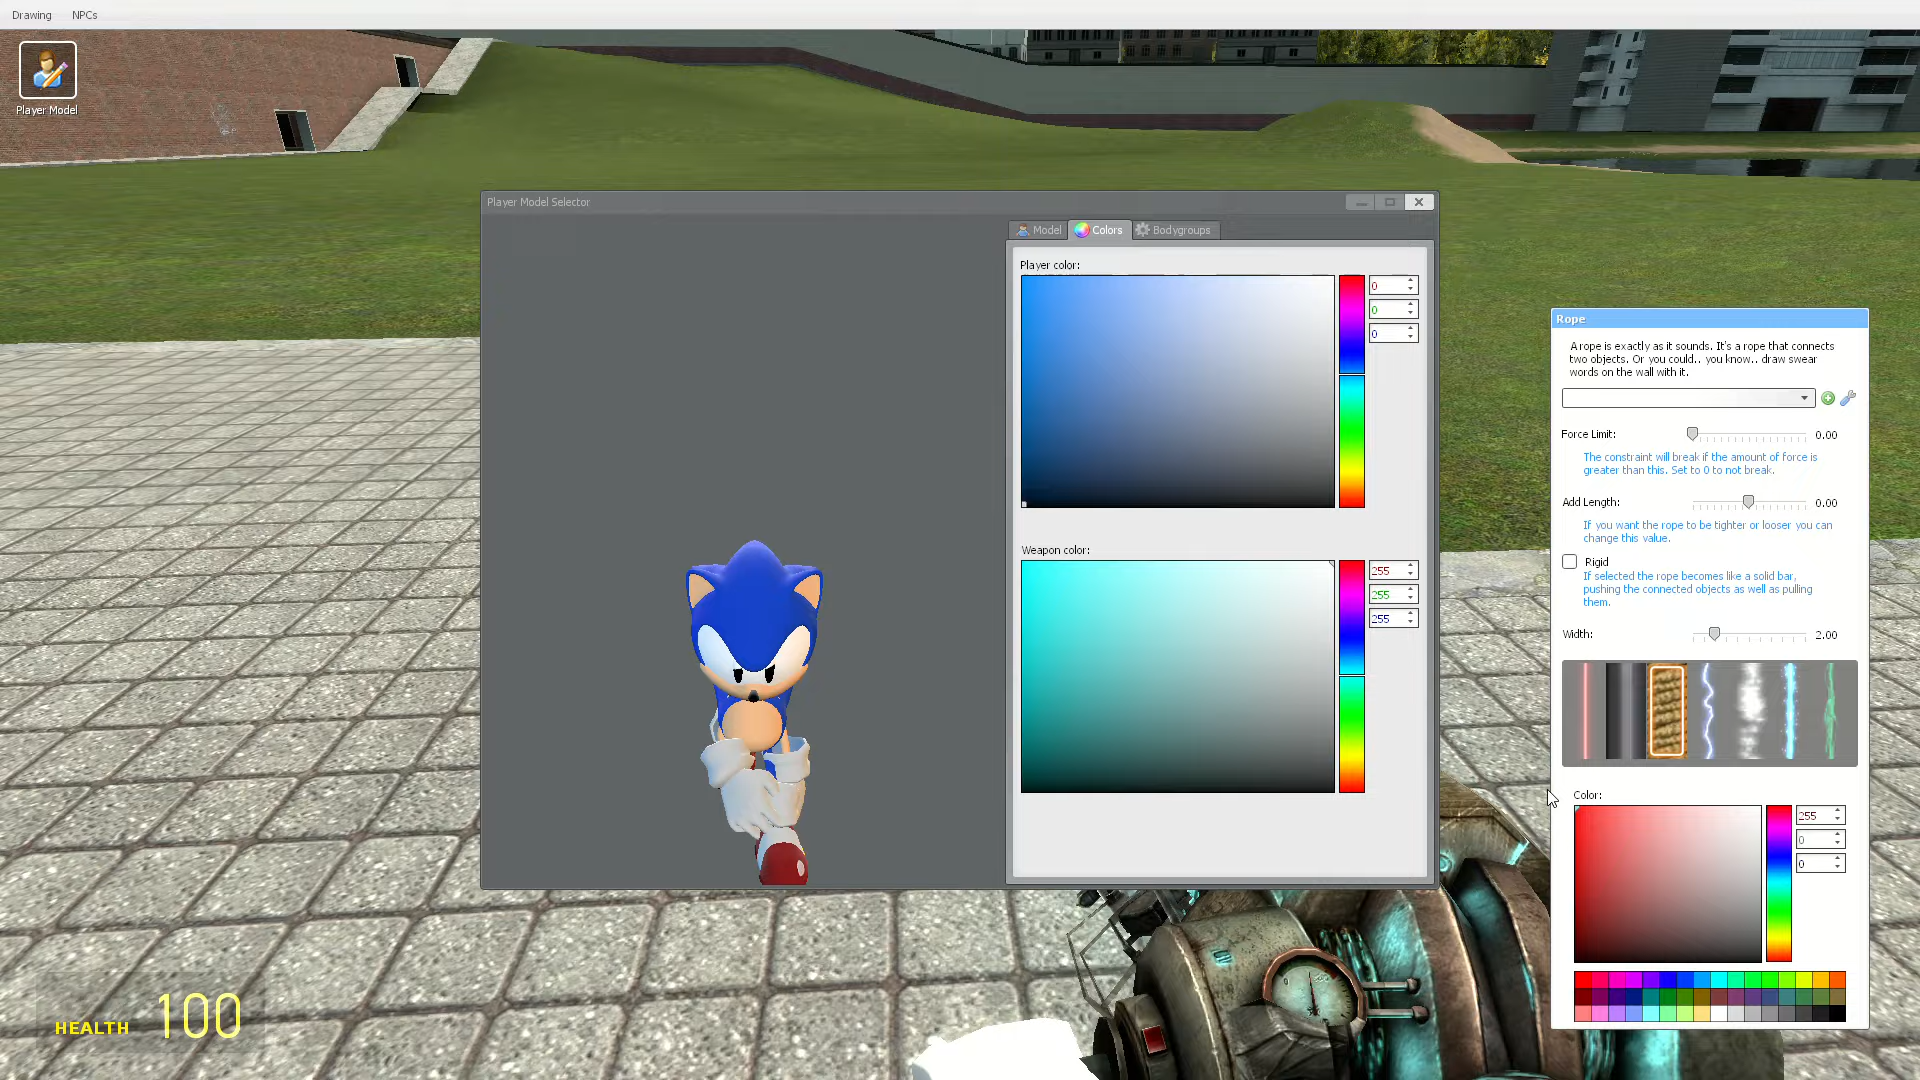 Drawing NPCs
Player Model
Player Model Selector
Model Colors Bodygroups
Player color:
0
0
0
Weapon color:
255
255
255
Rope
A rope is exactly as it sounds. It's a rope that connects
two objects. Or you could.. you know.. draw swear
words on the wall with it.
Force Limit: 0.00
The constraint will break if the amount of force is
greater than this. Set to 0 to not break.
Add Length: 0.00
If you want the rope to be tighter or looser you can
change this value.
Rigid
If selected the rope becomes like a solid bar,
pushing the connected objects as well as pulling
them.
Width: 2.00
Color:
255
0
0
HEALTH 100